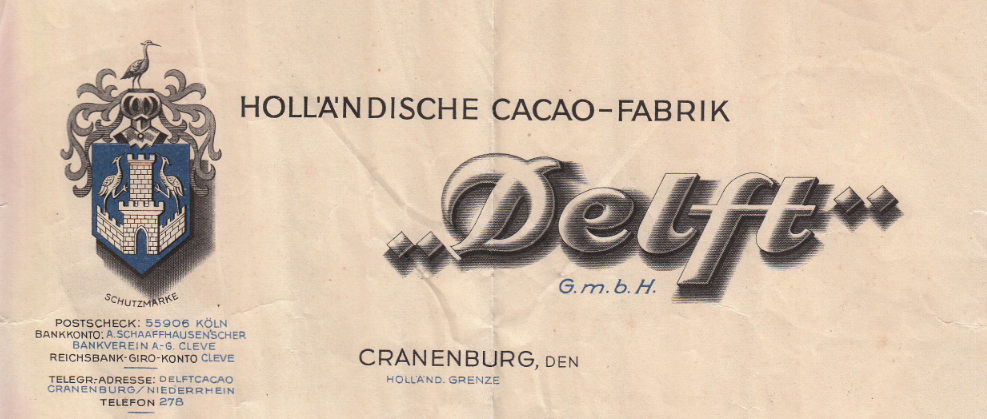 HOLLÄNDISCHE CACAO-FABRIK
„Delft"
G.m.b.H.
SCHUTZMARKE
POSTSCHECK: 55906 KÖLN
BANKKONTO: A. SCHAAFFHAUSEN'SCHER
BANKVEREIN A.-G. CLEVE
REICHSBANK-GIRO-KONTO CLEVE
TELEGR.-ADRESSE: DELFTCACAO
CRANENBURG/NIEDERRHEIN
TELEFON 278
CRANENBURG, DEN
HOLLÄND. GRENZE